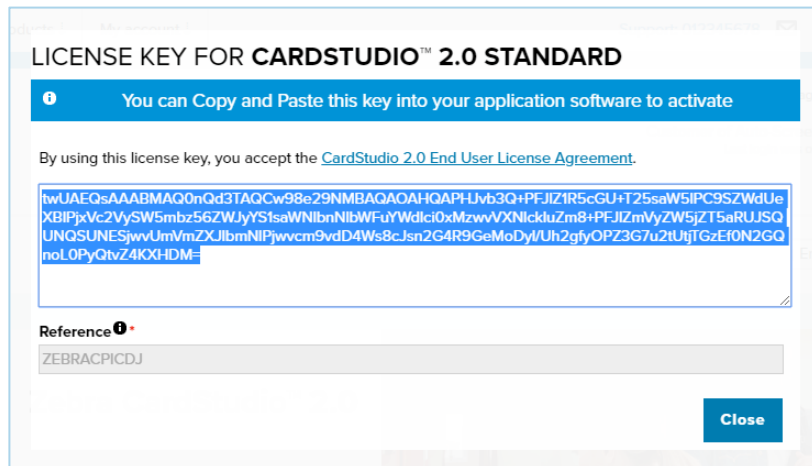 LICENSE KEY FOR CARDSTUDIO™ 2.0 STANDARD
You can Copy and Paste this key into your application software to activate
By using this license key, you accept the CardStudio 2.0 End User License Agreement.
twUAEQsAAABMAQ0nQd3TAQCw98e29NMBAQAOAHQAPHJvb3Q+PFJlZ1R5cGU+T25saW5lPC9SZWdUe
XBlPjxVc2VySW5mbz56ZWJyYS1saWNlbnNlbWFuYWdlci0xMzwvVXNlckluZm8+PFJlZmVyZW5jZT5aRUJSQ
UNQSUNESjwvUmVmZXJlbmNlPjwvcm9vdD4Ws8cJsn2G4R9GeMoDyI/Uh2gfyOPZ3G7u2tUtjTGzEf0N2GQ
noL0PyQtvZ4KXHDM=
Reference *
ZEBRACPICDJ
Close